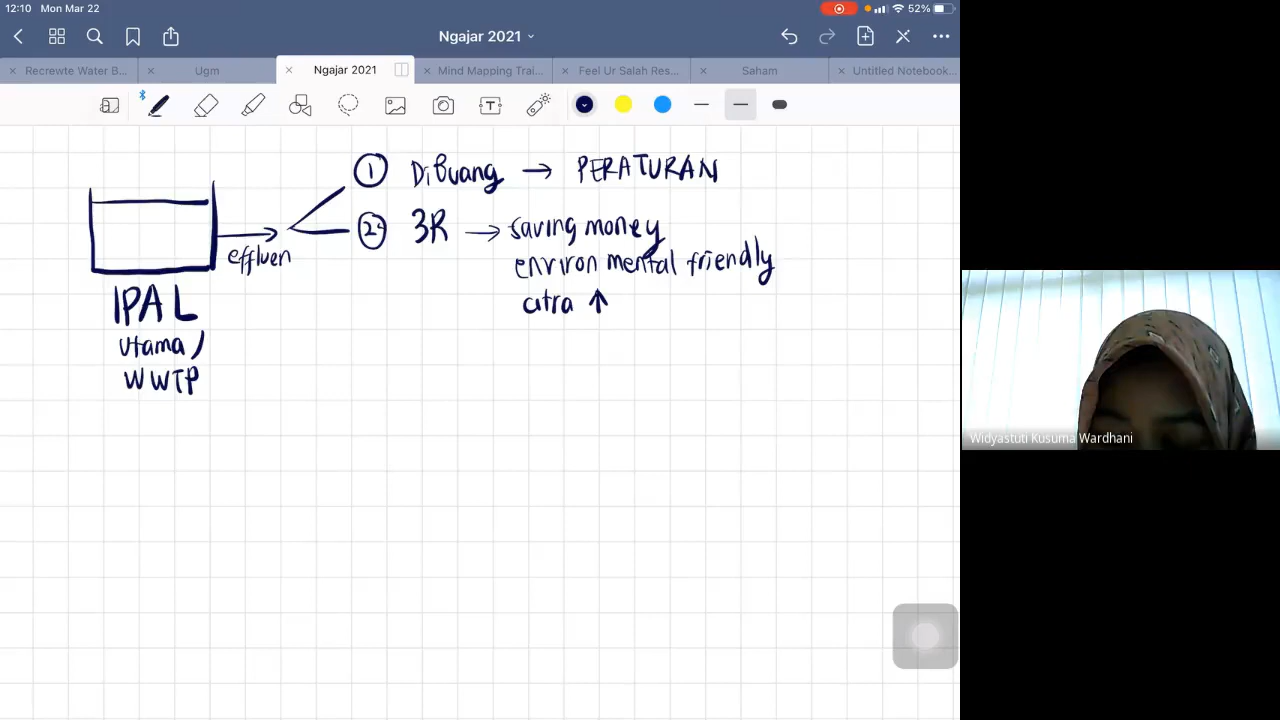 12:10 Mon Mar 22
52%
Ngajar 2021
Recrewte Water B...
Ugm
Ngajar 2021
Mind Mapping Trai...
Feel Ur Salah Res...
Saham
Untitled Notebook...
T
1 DiBuang → PERATURAN
2 3R → saving money
environmental friendly
citra ↑
effluen
IPAL
Utama /
WWTP
Widyastuti Kusuma Wardhani